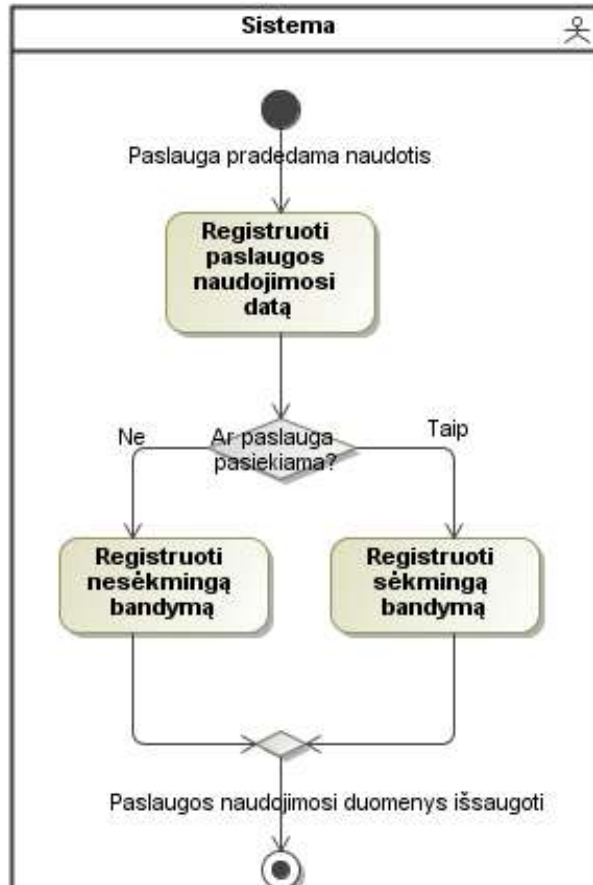 Sistema
Paslauga pradedama naudotis
Registruoti
paslaugos
naudojimosi
datą
Ne
Ar paslauga
pasiekiama?
Taip
Registruoti
nesėkmingą
bandymą
Registruoti
sėkmingą
bandymą
Paslaugos naudojimosi duomenys išsaugoti